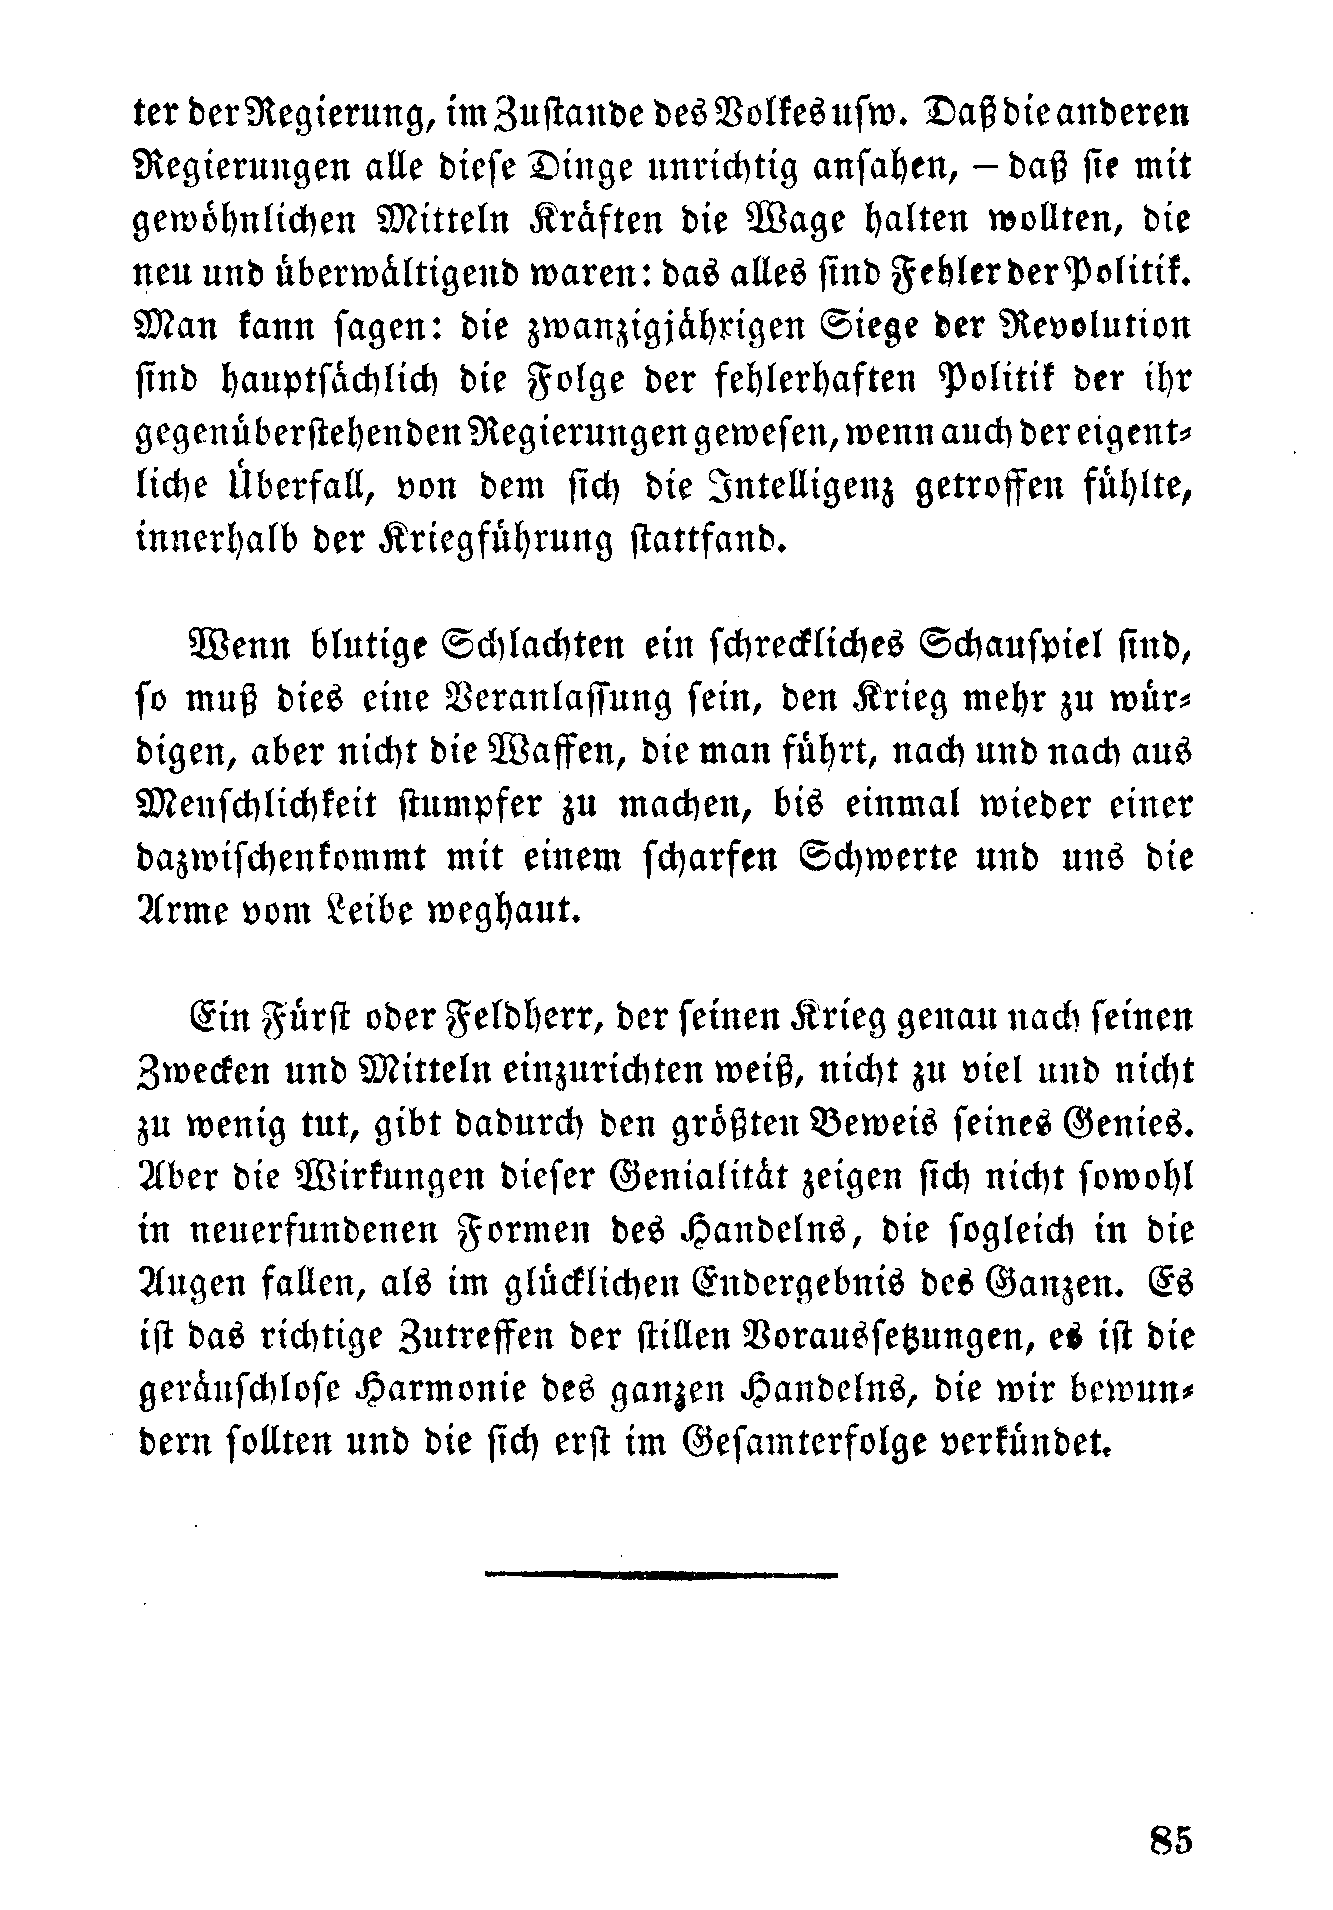 ter der Regierung, im Zustande des Volkes usw. Daß die anderen
Regierungen alle diese Dinge unrichtig ansahen, – daß sie mit
gewöhnlichen Mitteln Kräften die Wage halten wollten, die
neu und überwältigend waren: das alles sind Fehler der Politik.
Man kann sagen: die zwanzigjährigen Siege der Revolution
sind hauptsächlich die Folge der fehlerhaften Politik der ihr
gegenüberstehenden Regierungen gewesen, wenn auch der eigent-
liche Überfall, von dem sich die Intelligenz getroffen fühlte,
innerhalb der Kriegführung stattfand.
Wenn blutige Schlachten ein schreckliches Schauspiel sind,
so muß dies eine Veranlassung sein, den Krieg mehr zu wür-
digen, aber nicht die Waffen, die man führt, nach und nach aus
Menschlichkeit stumpfer zu machen, bis einmal wieder einer
dazwischenkommt mit einem scharfen Schwerte und uns die
Arme vom Leibe weghaut.
Ein Fürst oder Feldherr, der seinen Krieg genau nach seinen
Zwecken und Mitteln einzurichten weiß, nicht zu viel und nicht
zu wenig tut, gibt dadurch den größten Beweis seines Genies.
Aber die Wirkungen dieser Genialität zeigen sich nicht sowohl
in neuerfundenen Formen des Handelns, die sogleich in die
Augen fallen, als im glücklichen Endergebnis des Ganzen. Es
ist das richtige Zutreffen der stillen Voraussetzungen, es ist die
geräuschlose Harmonie des ganzen Handelns, die wir bewun-
dern sollten und die sich erst im Gesamterfolge verkündet.
85